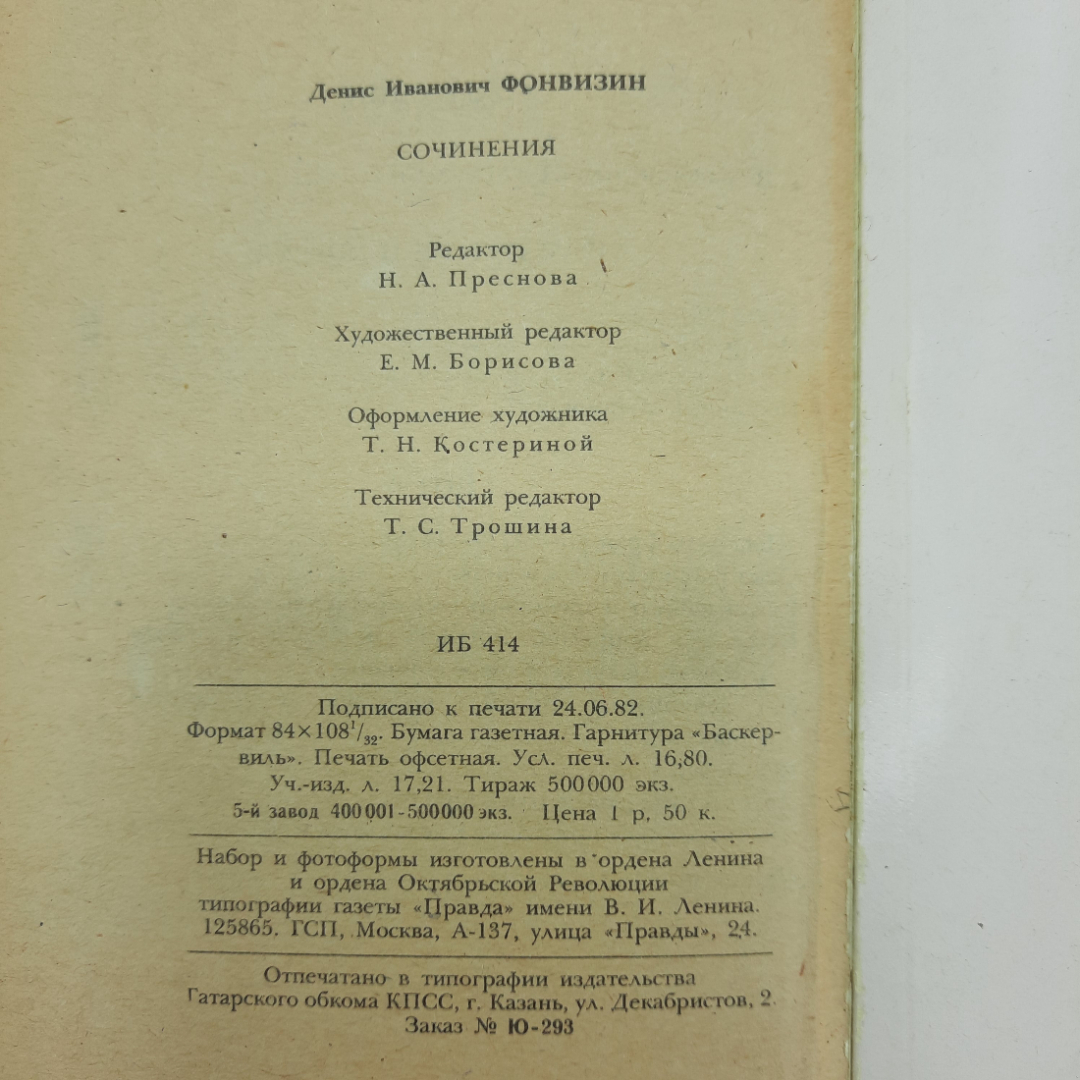 Денис Иванович ФОНВИЗИН
СОЧИНЕНИЯ
Редактор
Н. А. Преснова
Художественный редактор
Е. М. Борисова
Оформление художника
Т. Н. Костериной
Технический редактор
Т. С. Трошина
ИБ 414
Подписано к печати 24.06.82.
Формат 84×108¹/₃₂. Бумага газетная. Гарнитура «Баскер-
виль». Печать офсетная. Усл. печ. л. 16,80.
Уч.-изд. л. 17,21. Тираж 500000 экз.
5-й завод 400001-500000 экз. Цена 1 р. 50 к.
Набор и фотоформы изготовлены в ордена Ленина
и ордена Октябрьской Революции
типографии газеты «Правда» имени В. И. Ленина.
125865. ГСП, Москва, А-137, улица «Правды», 24.
Отпечатано в типографии издательства
Татарского обкома КПСС, г. Казань, ул. Декабристов, 2.
Заказ № Ю-293